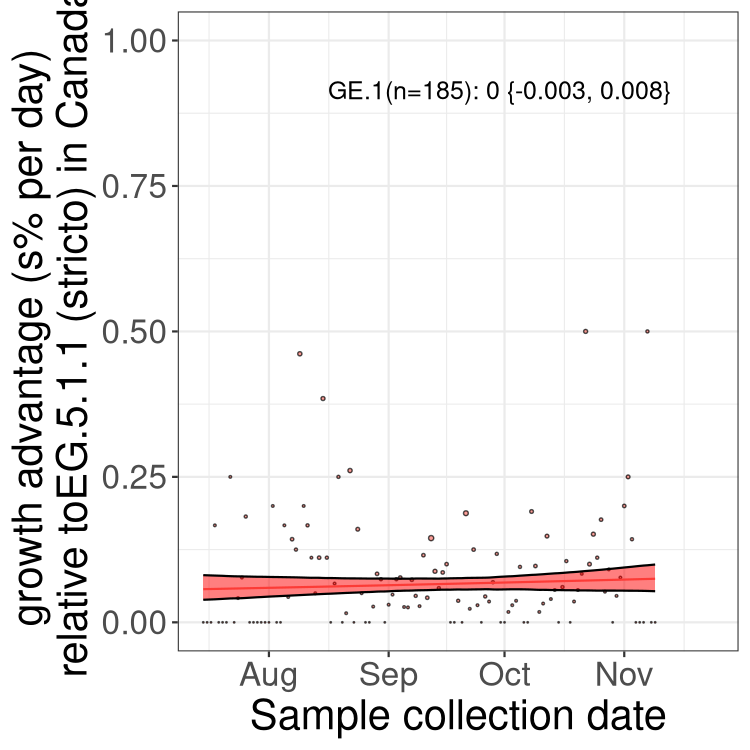 growth advantage (s% per day)
relative toEG.5.1.1 (stricto) in Canada
1.00
0.75
0.50
0.25
0.00
GE.1(n=185): 0 {-0.003, 0.008}
Aug Sep Oct Nov
Sample collection date